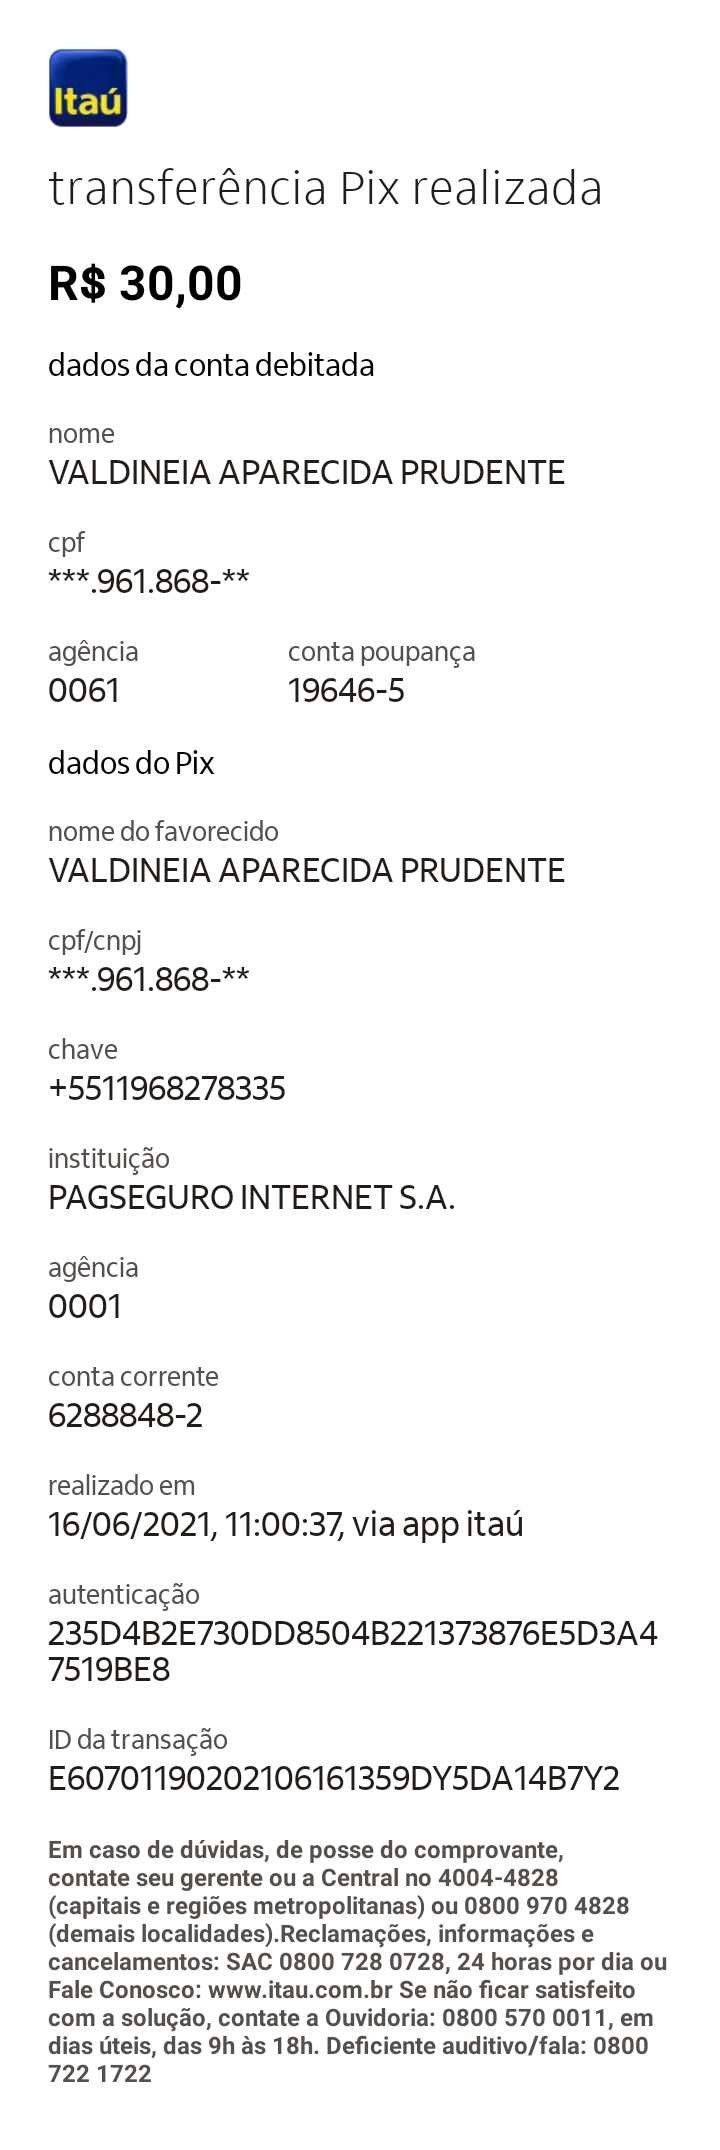 Itaú
transferência Pix realizada
R$ 30,00
dados da conta debitada
nome
VALDINEIA APARECIDA PRUDENTE
cpf
***.961.868-**
agência conta poupança
0061 19646-5
dados do Pix
nome do favorecido
VALDINEIA APARECIDA PRUDENTE
cpf/cnpj
***.961.868-**
chave
+5511968278335
instituição
PAGSEGURO INTERNET S.A.
agência
0001
conta corrente
6288848-2
realizado em
16/06/2021, 11:00:37, via app itaú
autenticação
235D4B2E730DD8504B221373876E5D3A4
7519BE8
ID da transação
E60701190202106161359DY5DA14B7Y2
Em caso de dúvidas, de posse do comprovante,
contate seu gerente ou a Central no 4004-4828
(capitais e regiões metropolitanas) ou 0800 970 4828
(demais localidades).Reclamações, informações e
cancelamentos: SAC 0800 728 0728, 24 horas por dia ou
Fale Conosco: www.itau.com.br Se não ficar satisfeito
com a solução, contate a Ouvidoria: 0800 570 0011, em
dias úteis, das 9h às 18h. Deficiente auditivo/fala: 0800
722 1722